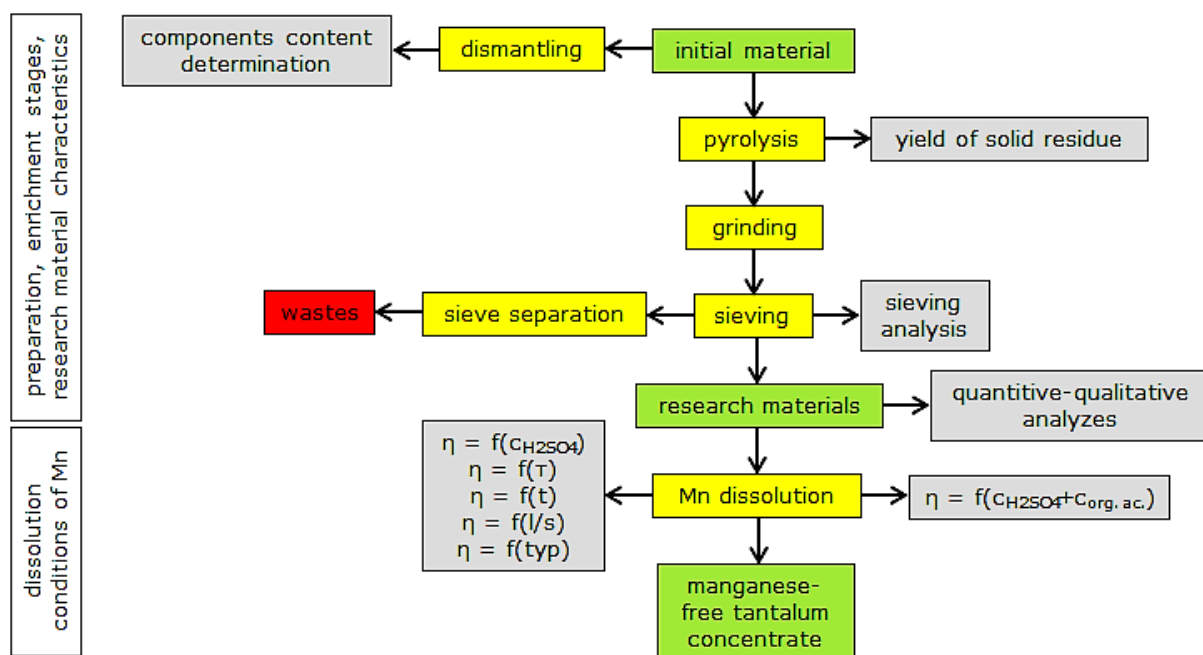 preparation, enrichment stages,
research material characteristics
components content
determination
dismantling
initial material
pyrolysis
yield of solid residue
grinding
wastes
sieve separation
sieving
sieving
analysis
research materials
quantitive-qualitative
analyzes
dissolution
conditions of Mn
η = f(cH2SO4)
η = f(τ)
η = f(t)
η = f(l/s)
η = f(typ)
Mn dissolution
η = f(cH2SO4+corg. ac.)
manganese-
free tantalum
concentrate